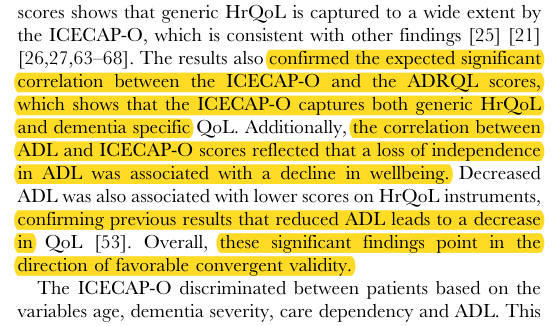 scores shows that generic HrQoL is captured to a wide extent by
the ICECAP-O, which is consistent with other findings [25] [21]
[26,27,63–68]. The results also confirmed the expected significant
correlation between the ICECAP-O and the ADRQL scores,
which shows that the ICECAP-O captures both generic HrQoL
and dementia specific QoL. Additionally, the correlation between
ADL and ICECAP-O scores reflected that a loss of independence
in ADL was associated with a decline in wellbeing. Decreased
ADL was also associated with lower scores on HrQoL instruments,
confirming previous results that reduced ADL leads to a decrease
in QoL [53]. Overall, these significant findings point in the
direction of favorable convergent validity.
The ICECAP-O discriminated between patients based on the
variables age, dementia severity, care dependency and ADL. This